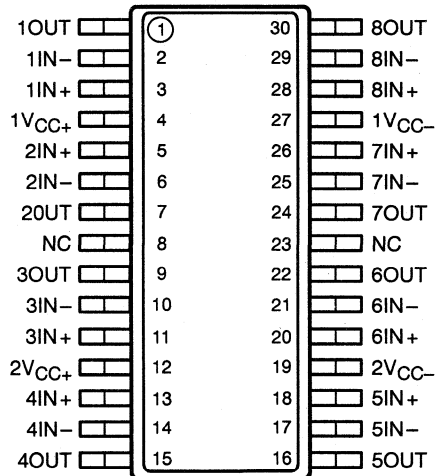 1OUT 1 30 8OUT
1IN− 2 29 8IN−
1IN+ 3 28 8IN+
1VCC+ 4 27 1VCC−
2IN+ 5 26 7IN+
2IN− 6 25 7IN−
20UT 7 24 7OUT
NC 8 23 NC
3OUT 9 22 6OUT
3IN− 10 21 6IN−
3IN+ 11 20 6IN+
2VCC+ 12 19 2VCC−
4IN+ 13 18 5IN+
4IN− 14 17 5IN−
4OUT 15 16 5OUT